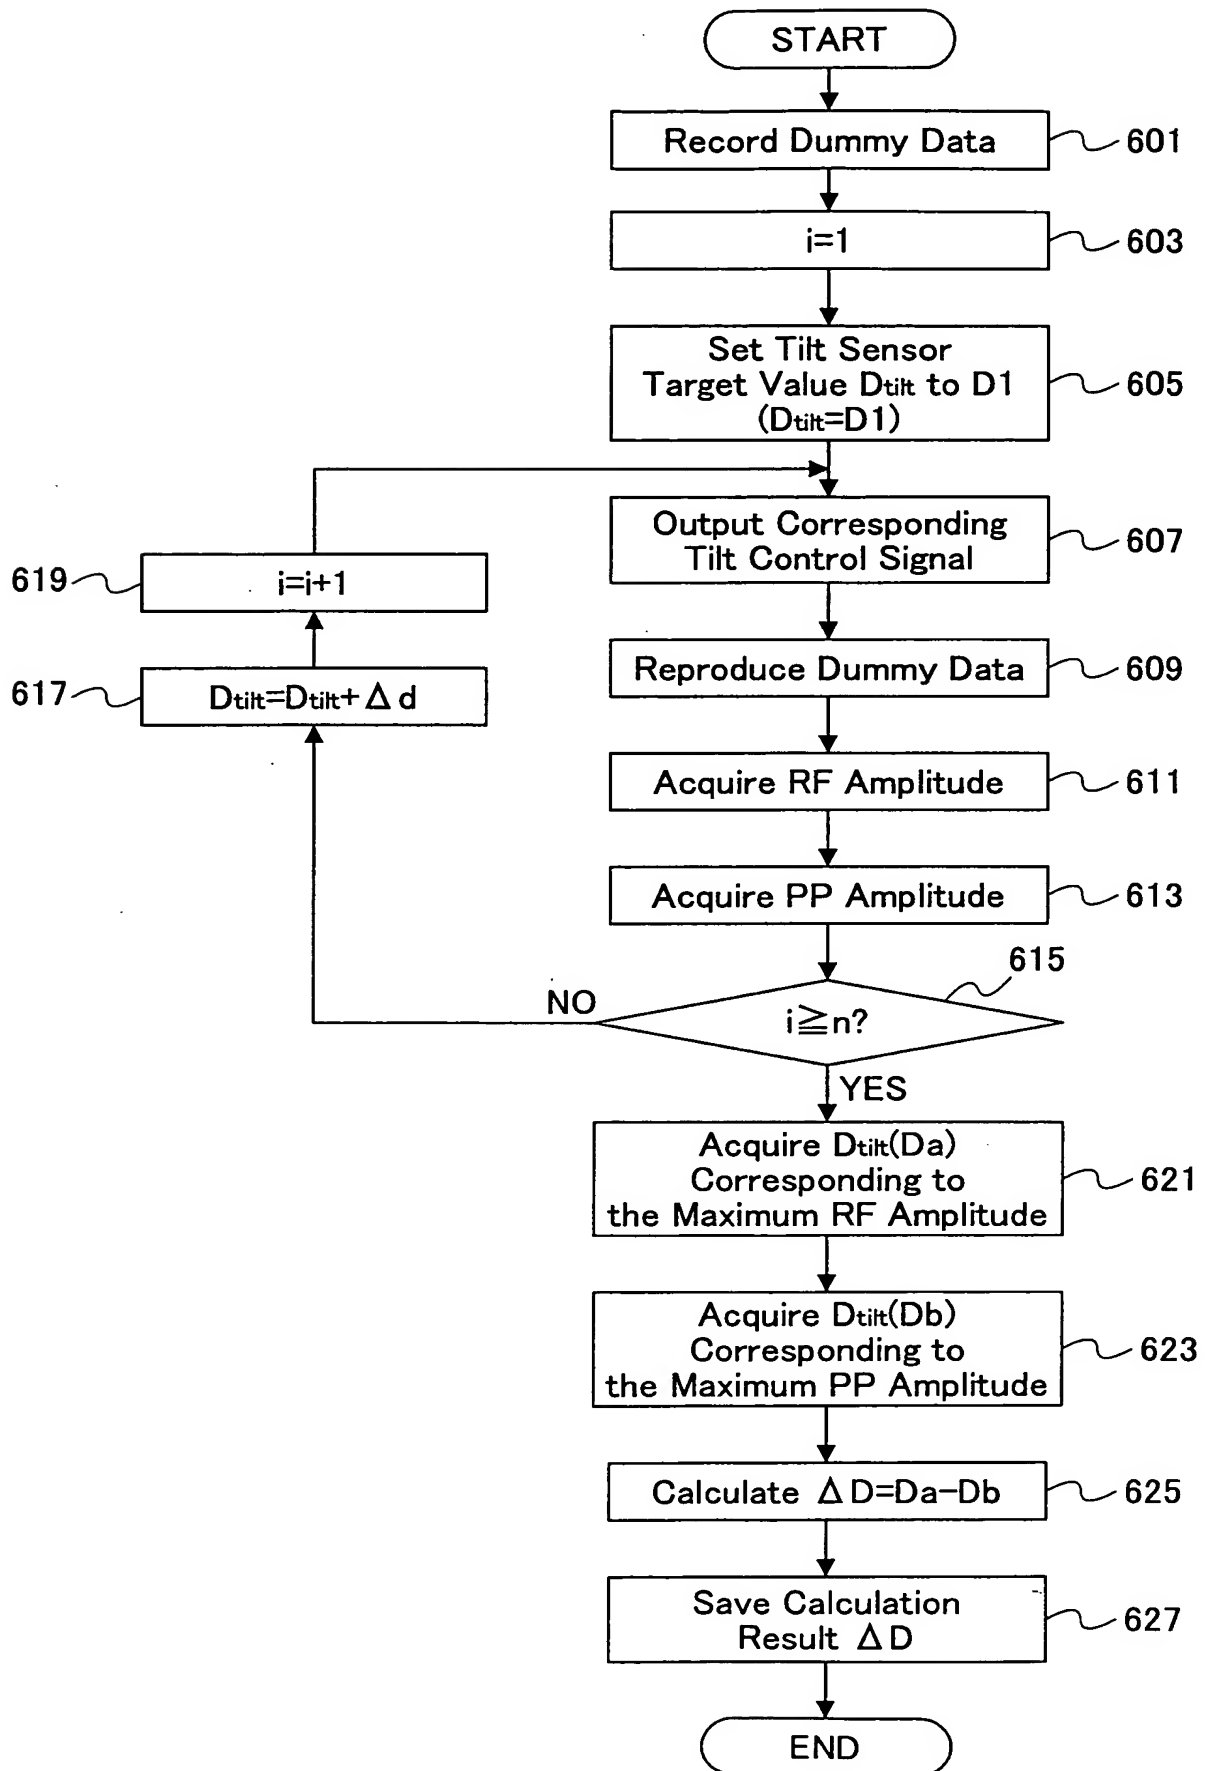 START
Record Dummy Data
601
i=1
603
Set Tilt Sensor
Target Value Dtilt to D1
(Dtilt=D1)
605
Output Corresponding
Tilt Control Signal
607
619
i=i+1
Reproduce Dummy Data
609
617
Dtilt=Dtilt+Δd
Acquire RF Amplitude
611
Acquire PP Amplitude
613
615
NO
i≧n?
YES
Acquire Dtilt(Da)
Corresponding to
the Maximum RF Amplitude
621
Acquire Dtilt(Db)
Corresponding to
the Maximum PP Amplitude
623
Calculate ΔD=Da-Db
625
Save Calculation
Result ΔD
627
END